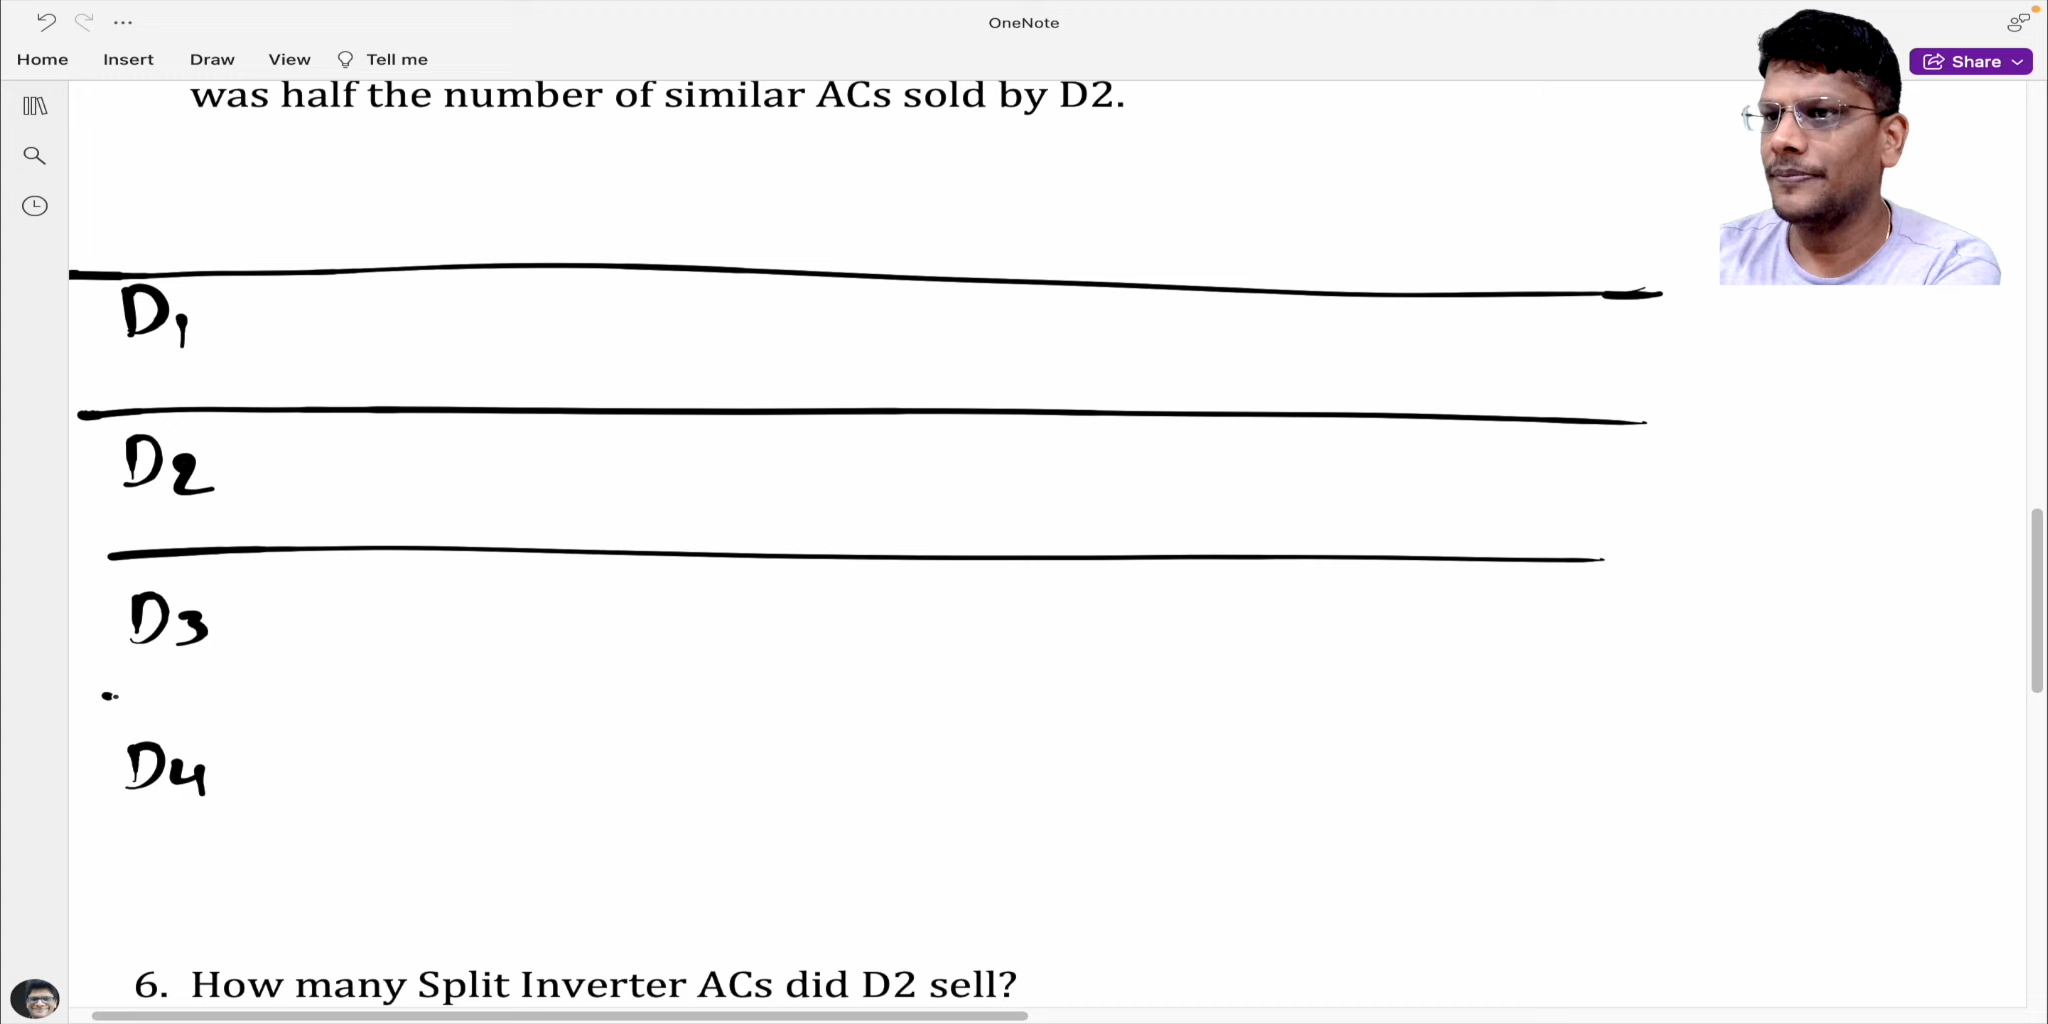 OneNote
Home Insert Draw View Tell me Share
was half the number of similar ACs sold by D2.
D1
D2
D3
D4
6. How many Split Inverter ACs did D2 sell?